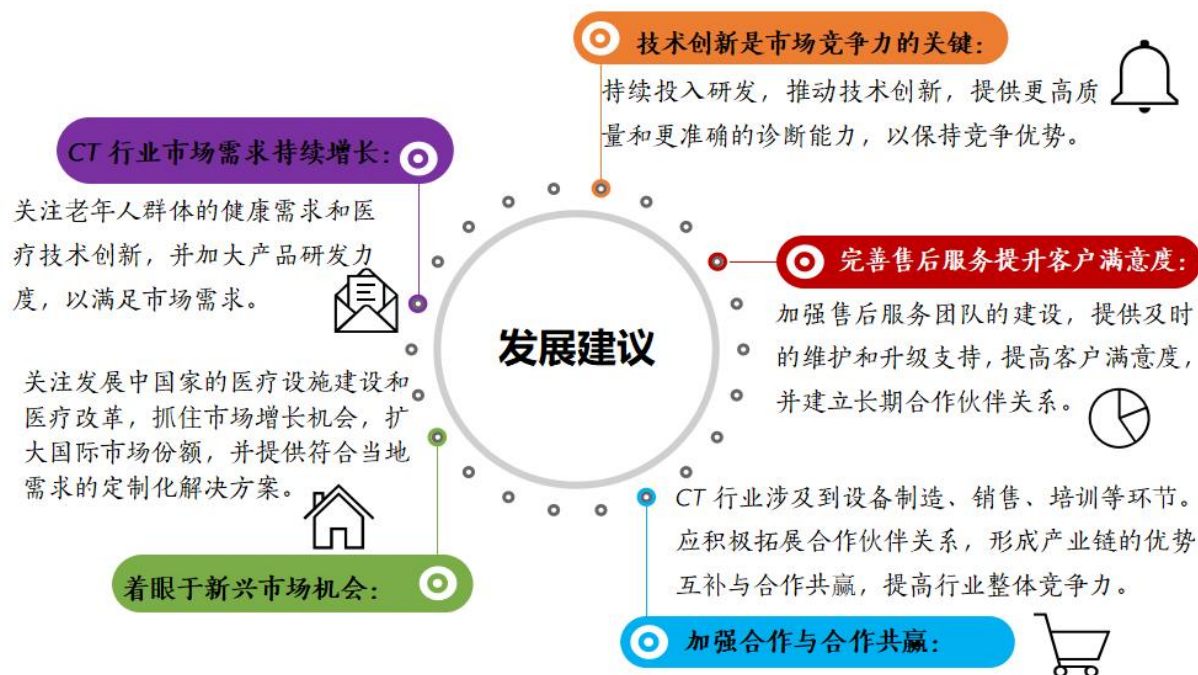 技术创新是市场竞争力的关键：
持续投入研发，推动技术创新，提供更高质
量和更准确的诊断能力，以保持竞争优势。
CT 行业市场需求持续增长：
关注老年人群体的健康需求和医
疗技术创新，并加大产品研发力
度，以满足市场需求。
完善售后服务提升客户满意度：
加强售后服务团队的建设，提供及时
的维护和升级支持，提高客户满意度，
并建立长期合作伙伴关系。
发展建议
关注发展中国家的医疗设施建设和
医疗改革，抓住市场增长机会，扩
大国际市场份额，并提供符合当地
需求的定制化解决方案。
着眼于新兴市场机会：
CT 行业涉及到设备制造、销售、培训等环节。
应积极拓展合作伙伴关系，形成产业链的优势
互补与合作共赢，提高行业整体竞争力。
加强合作与合作共赢：